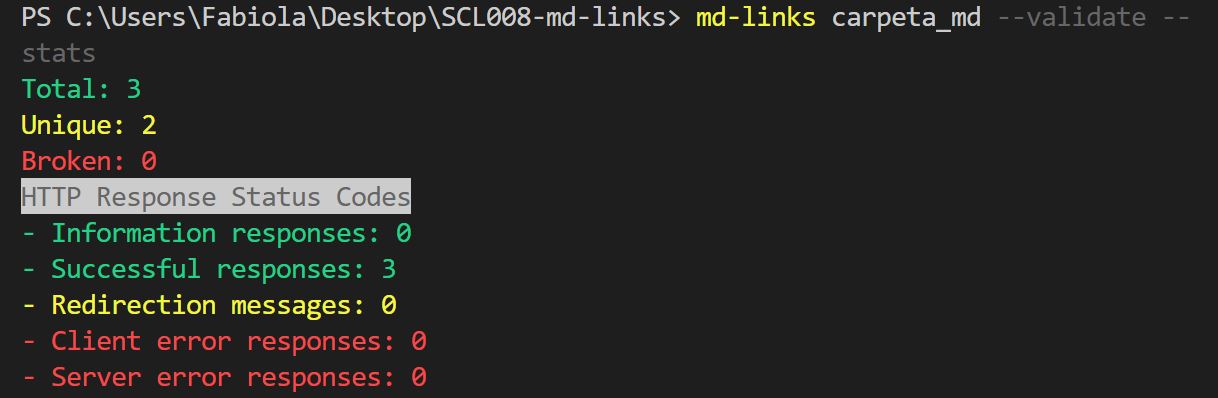 PS C:\Users\Fabiola\Desktop\SCL008-md-links> md-links carpeta_md --validate --
stats
Total: 3
Unique: 2
Broken: 0
HTTP Response Status Codes
- Information responses: 0
- Successful responses: 3
- Redirection messages: 0
- Client error responses: 0
- Server error responses: 0